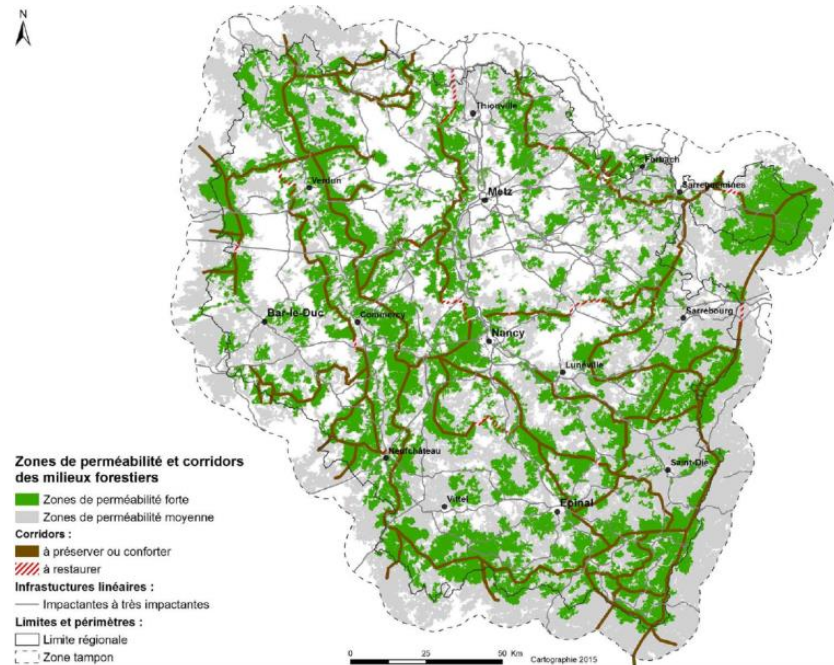 N
Thionville
Forbach
Sarreguemines
Verdun
Metz
Bar-le-Duc
Commercy
Nancy
Sarrebourg
Lunéville
Neufchâteau
Saint-Dié
Vittel
Epinal
Zones de perméabilité et corridors
des milieux forestiers
Zones de perméabilité forte
Zones de perméabilité moyenne
Corridors :
à préserver ou conforter
à restaurer
Infrastuctures linéaires :
Impactantes à très impactantes
Limites et périmètres :
Limite régionale
Zone tampon
0 25 50 Km
Cartographie 2015